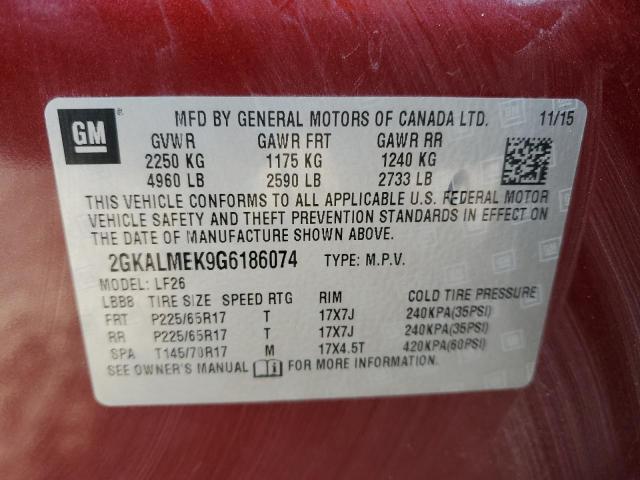 GM
MFD BY GENERAL MOTORS OF CANADA LTD. 11/15
GVWR GAWR FRT GAWR RR
2250 KG 1175 KG 1240 KG
4960 LB 2590 LB 2733 LB
THIS VEHICLE CONFORMS TO ALL APPLICABLE U.S. FEDERAL MOTOR
VEHICLE SAFETY AND THEFT PREVENTION STANDARDS IN EFFECT ON
THE DATE OF MANUFACTURE SHOWN ABOVE.
2GKALMEK9G6186074 TYPE: M.P.V.
MODEL: LF26
LBBB TIRE SIZE SPEED RTG RIM COLD TIRE PRESSURE
FRT P225/65R17 T 17X7J 240KPA(35PSI)
RR P225/65R17 T 17X7J 240KPA(35PSI)
SPA T145/70R17 M 17X4.5T 420KPA(60PSI)
SEE OWNER'S MANUAL FOR MORE INFORMATION.